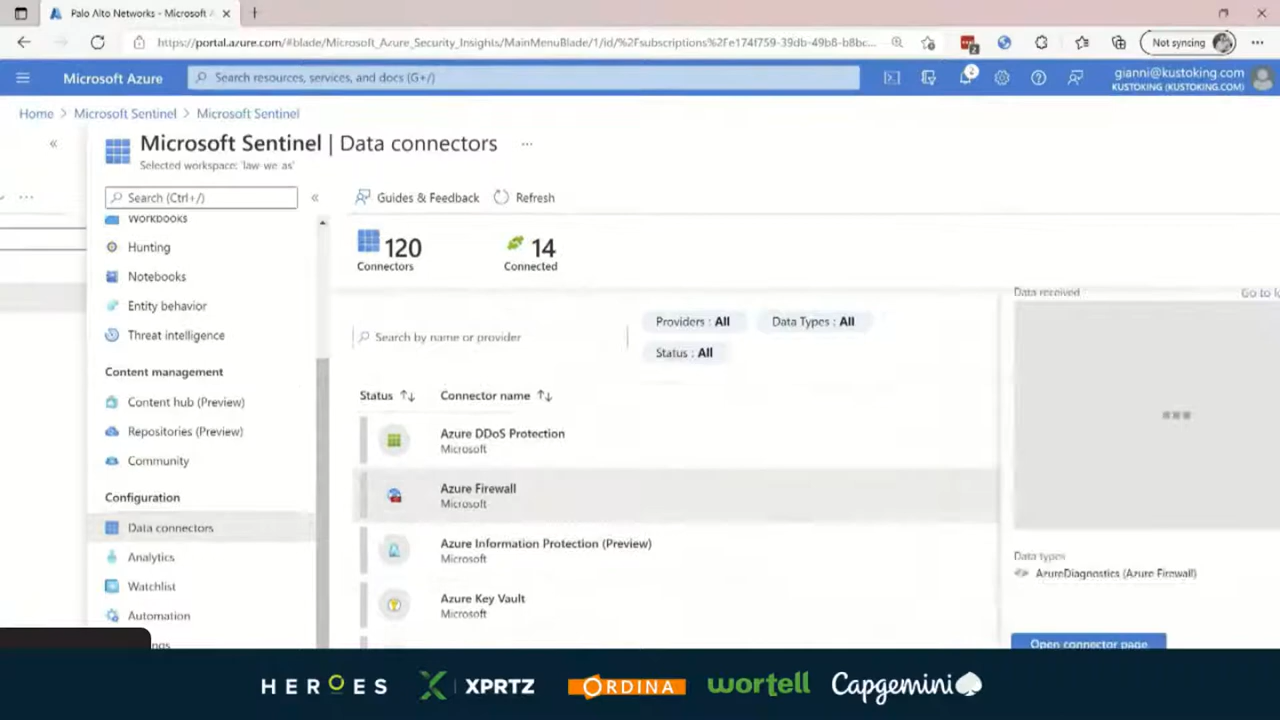 Palo Alto Networks - Microsoft A
https://portal.azure.com/#blade/Microsoft_Azure_Security_Insights/MainMenuBlade/1/id/%2Fsubscriptions%2Fe174f759-39db-49b8-b8bc...
2
Not syncing
Microsoft Azure
Search resources, services, and docs (G+/)
2
gianni@kustoking.com
KUSTOKING (KUSTOKING.COM)
Home > Microsoft Sentinel > Microsoft Sentinel
«
Microsoft Sentinel | Data connectors
...
Selected workspace: 'law-we-as'
Search (Ctrl+/)
«
Guides & Feedback
Refresh
Workbooks
Hunting
Notebooks
Entity behavior
Threat intelligence
Content management
Content hub (Preview)
Repositories (Preview)
Community
Configuration
Data connectors
Analytics
Watchlist
Automation
120
Connectors
14
Connected
Search by name or provider
Providers : All
Data Types : All
Status : All
Status
Connector name
Azure DDoS Protection
Microsoft
Azure Firewall
Microsoft
Azure Information Protection (Preview)
Microsoft
Azure Key Vault
Microsoft
Data received
Go to lo
Data types
AzureDiagnostics (Azure Firewall)
Open connector page
HEROES
XPRTZ
ORDINA
wortell
Capgemini